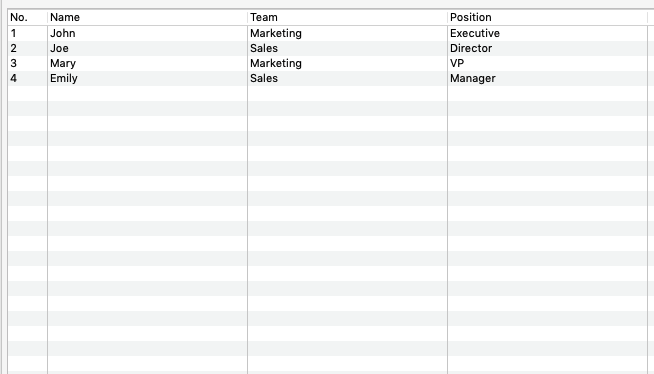 No. Name Team Position
1 John Marketing Executive
2 Joe Sales Director
3 Mary Marketing VP
4 Emily Sales Manager